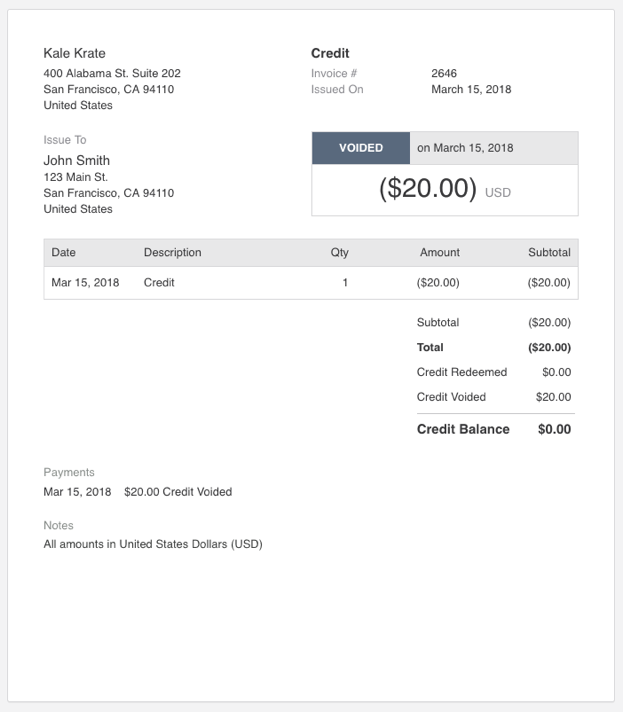 Kale Krate
400 Alabama St. Suite 202
San Francisco, CA 94110
United States
Credit
Invoice # 2646
Issued On March 15, 2018
Issue To
John Smith
123 Main St.
San Francisco, CA 94110
United States
VOIDED on March 15, 2018
($20.00) USD
Date Description Qty Amount Subtotal
Mar 15, 2018 Credit 1 ($20.00) ($20.00)
Subtotal ($20.00)
Total ($20.00)
Credit Redeemed $0.00
Credit Voided $20.00
Credit Balance $0.00
Payments
Mar 15, 2018 $20.00 Credit Voided
Notes
All amounts in United States Dollars (USD)